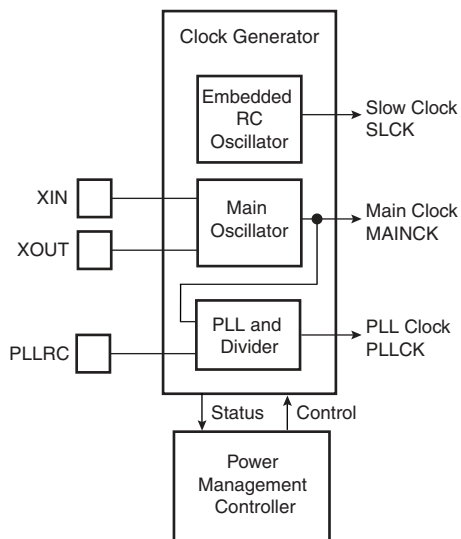 Clock Generator
Embedded
RC
Oscillator
Slow Clock
SLCK
XIN
XOUT
Main
Oscillator
Main Clock
MAINCK
PLLRC
PLL and
Divider
PLL Clock
PLLCK
Status
Control
Power
Management
Controller